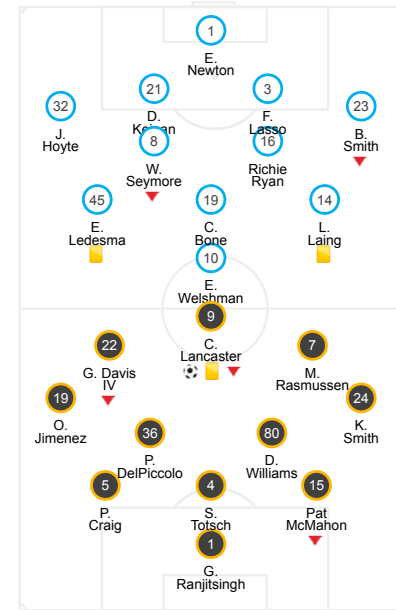 1
E.
Newton
21
3
32
23
D.
Keinan
F.
Lasso
J.
Hoyte
B.
Smith
8
16
W.
Seymore
Richie
Ryan
45
19
14
E.
Ledesma
C.
Bone
L.
Laing
10
E.
Welshman
9
C.
Lancaster
22
7
G. Davis
IV
M.
Rasmussen
19
24
O.
Jimenez
K.
Smith
36
80
P.
DelPiccolo
D.
Williams
5
4
15
P.
Craig
S.
Totsch
Pat
McMahon
1
G.
Ranjitsingh